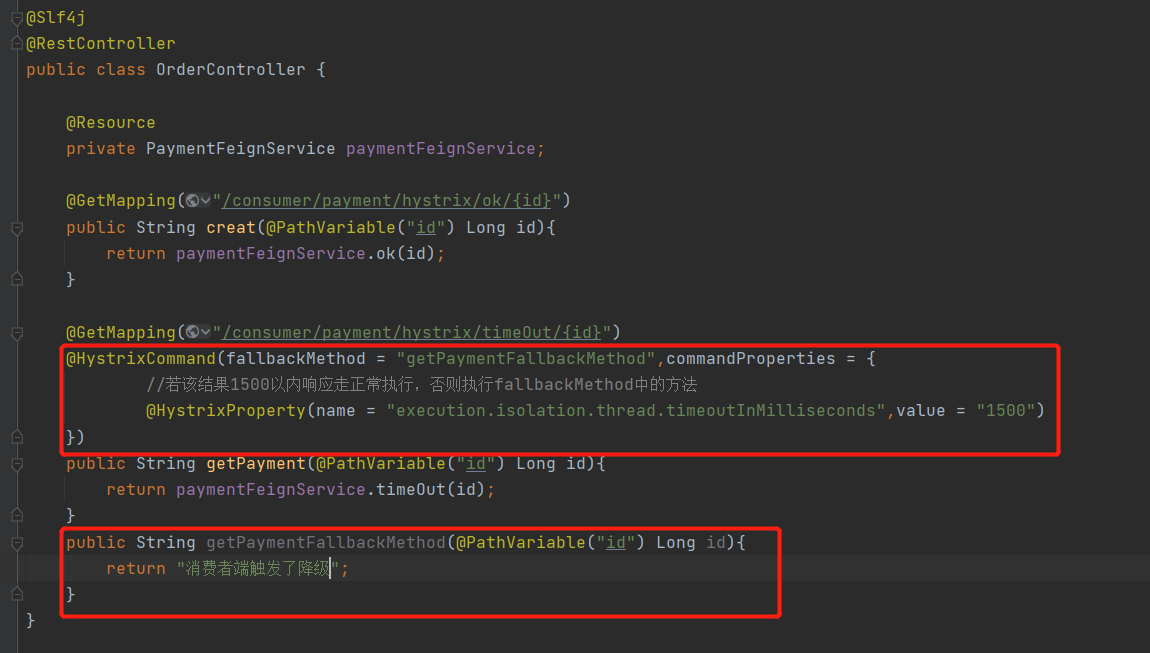 @Slf4j
@RestController
public class OrderController {
@Resource
private PaymentFeignService paymentFeignService;
@GetMapping("/consumer/payment/hystrix/ok/{id}")
public String creat(@PathVariable("id") Long id){
return paymentFeignService.ok(id);
}
@GetMapping("/consumer/payment/hystrix/timeOut/{id}")
@HystrixCommand(fallbackMethod = "getPaymentFallbackMethod",commandProperties = {
//若该结果1500以内响应走正常执行，否则执行fallbackMethod中的方法
@HystrixProperty(name = "execution.isolation.thread.timeoutInMilliseconds",value = "1500")
})
public String getPayment(@PathVariable("id") Long id){
return paymentFeignService.timeOut(id);
}
public String getPaymentFallbackMethod(@PathVariable("id") Long id){
return "消费者端触发了降级";
}
}